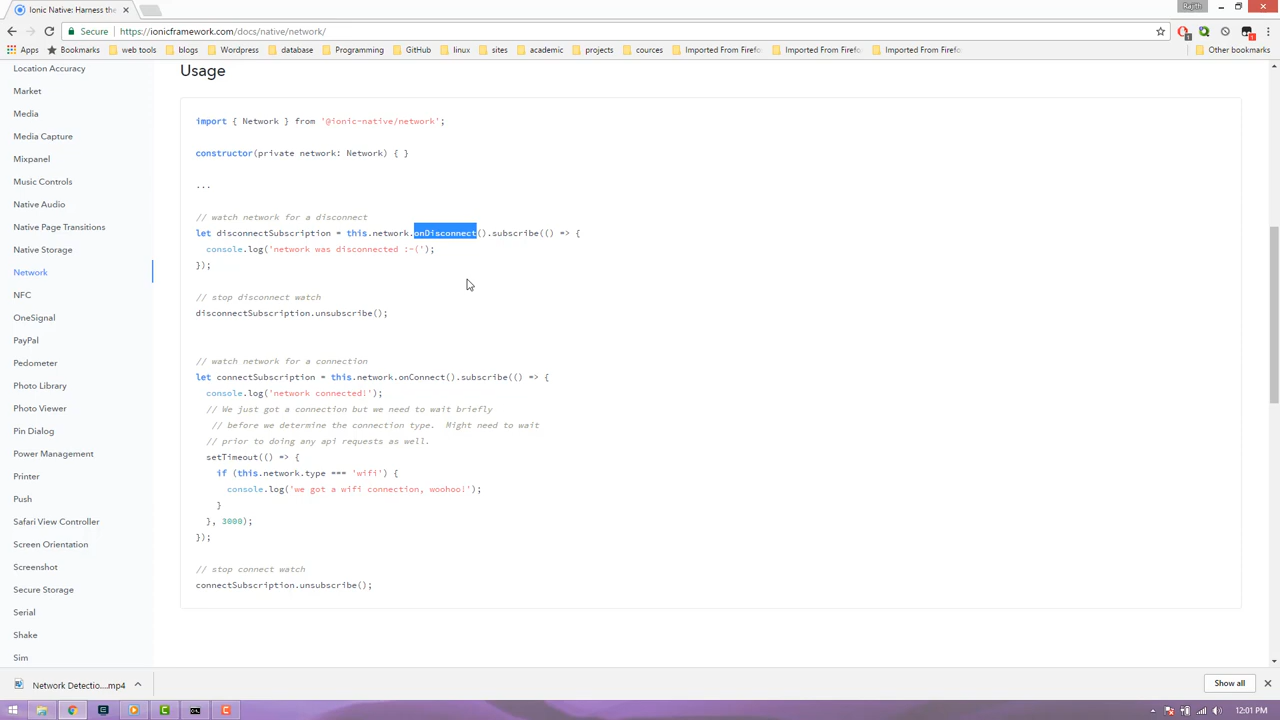 Ionic Native: Harness the
Rajith
Secure
https://ionicframework.com/docs/native/network/
Apps
Bookmarks
web tools
blogs
Wordpress
database
Programming
GitHub
linux
sites
academic
projects
cources
Imported From Firefo
Imported From Firefo
Imported From Firefo
Other bookmarks
Location Accuracy
Market
Media
Media Capture
Mixpanel
Music Controls
Native Audio
Native Page Transitions
Native Storage
Network
NFC
OneSignal
PayPal
Pedometer
Photo Library
Photo Viewer
Pin Dialog
Power Management
Printer
Push
Safari View Controller
Screen Orientation
Screenshot
Secure Storage
Serial
Shake
Sim
Usage
import { Network } from '@ionic-native/network';
constructor(private network: Network) { }
...
// watch network for a disconnect
let disconnectSubscription = this.network.onDisconnect().subscribe(() => {
console.log('network was disconnected :-(');
});
// stop disconnect watch
disconnectSubscription.unsubscribe();
// watch network for a connection
let connectSubscription = this.network.onConnect().subscribe(() => {
console.log('network connected!');
// We just got a connection but we need to wait briefly
// before we determine the connection type.  Might need to wait
// prior to doing any api requests as well.
setTimeout(() => {
if (this.network.type === 'wifi') {
console.log('we got a wifi connection, woohoo!');
}
}, 3000);
});
// stop connect watch
connectSubscription.unsubscribe();
Network Detectio....mp4
Show all
12:01 PM